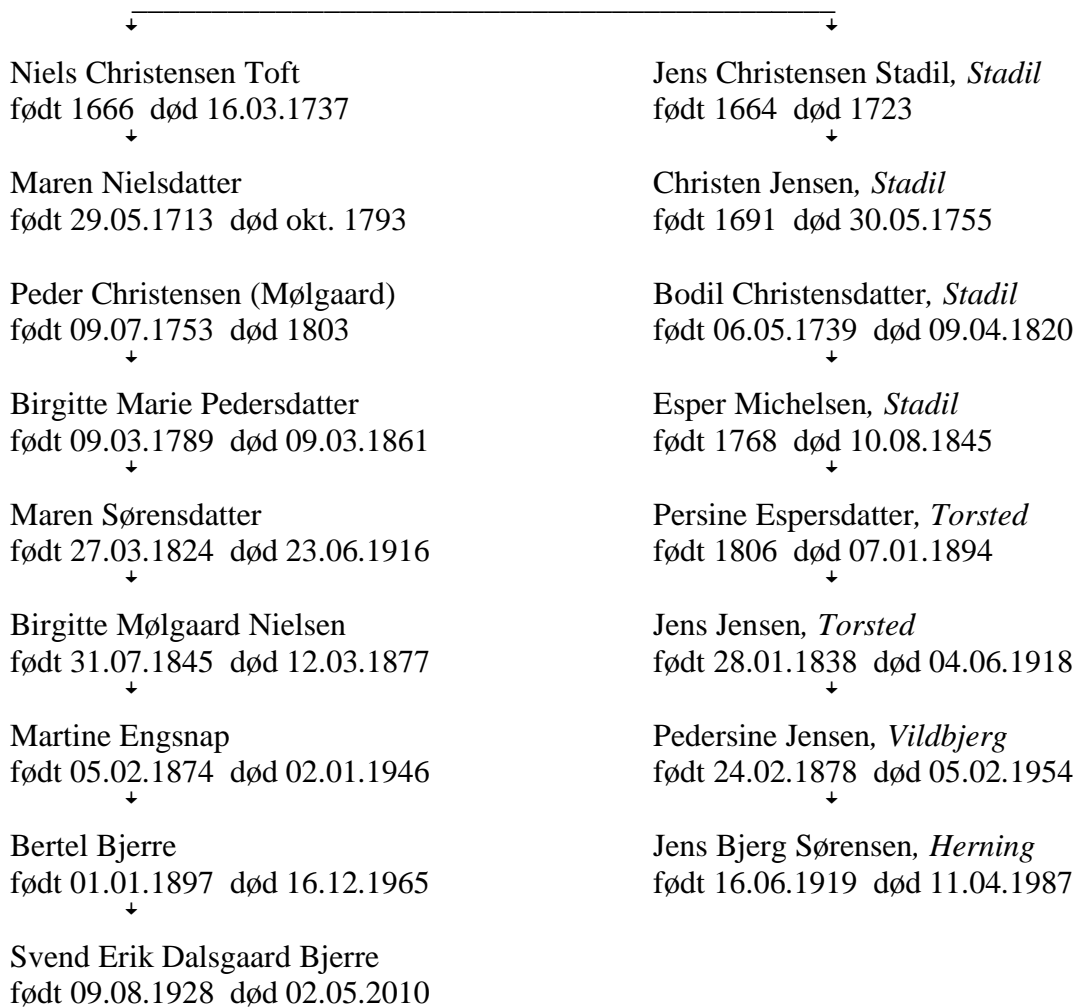 Niels Christensen Toft
født 1666 død 16.03.1737
Maren Nielsdatter
født 29.05.1713 død okt. 1793
Peder Christensen (Mølgaard)
født 09.07.1753 død 1803
Birgitte Marie Pedersdatter
født 09.03.1789 død 09.03.1861
Maren Sørensdatter
født 27.03.1824 død 23.06.1916
Birgitte Mølgaard Nielsen
født 31.07.1845 død 12.03.1877
Martine Engsnap
født 05.02.1874 død 02.01.1946
Bertel Bjerre
født 01.01.1897 død 16.12.1965
Svend Erik Dalsgaard Bjerre
født 09.08.1928 død 02.05.2010
Jens Christensen Stadil, Stadil
født 1664 død 1723
Christen Jensen, Stadil
født 1691 død 30.05.1755
Bodil Christensdatter, Stadil
født 06.05.1739 død 09.04.1820
Esper Michelsen, Stadil
født 1768 død 10.08.1845
Persine Espersdatter, Torsted
født 1806 død 07.01.1894
Jens Jensen, Torsted
født 28.01.1838 død 04.06.1918
Pedersine Jensen, Vildbjerg
født 24.02.1878 død 05.02.1954
Jens Bjerg Sørensen, Herning
født 16.06.1919 død 11.04.1987